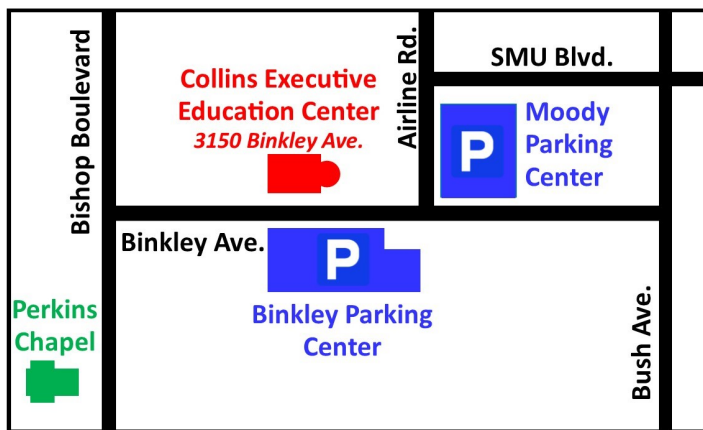 Bishop Boulevard
Collins Executive
Education Center
3150 Binkley Ave.
Airline Rd.
SMU Blvd.
P
Moody
Parking
Center
Binkley Ave.
P
Binkley Parking
Center
Perkins
Chapel
Bush Ave.